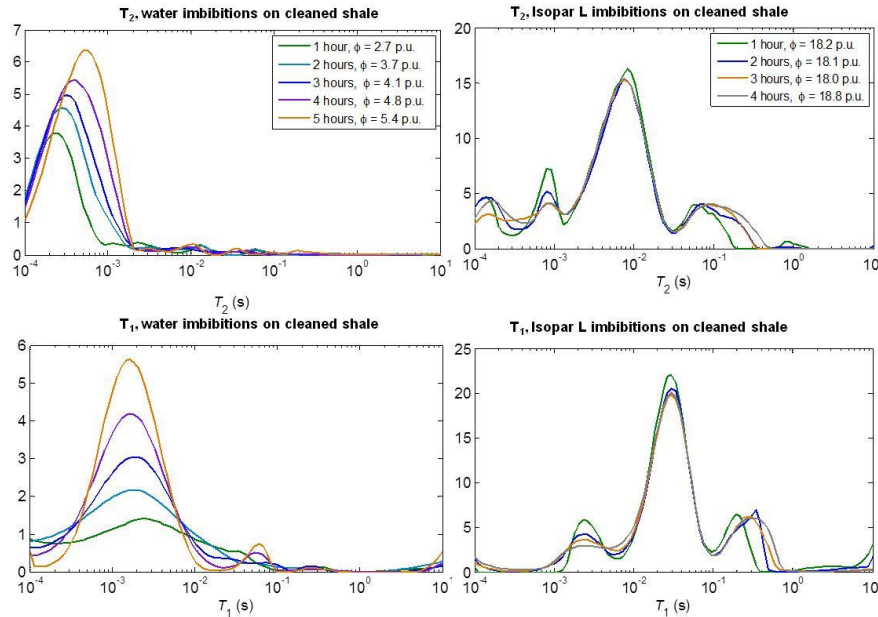 T2, water imbibitions on cleaned shale
7
6
5
4
3
2
1
0
1 hour, ϕ = 2.7 p.u.
2 hours, ϕ = 3.7 p.u.
3 hours, ϕ = 4.1 p.u.
4 hours, ϕ = 4.8 p.u.
5 hours, ϕ = 5.4 p.u.
10-4 10-3 10-2 10-1 100 101
T2 (s)
T2, Isopar L imbibitions on cleaned shale
20
15
10
5
0
1 hour, ϕ = 18.2 p.u.
2 hours, ϕ = 18.1 p.u.
3 hours, ϕ = 18.0 p.u.
4 hours, ϕ = 18.8 p.u.
10-4 10-3 10-2 10-1 100 10
T2 (s)
T1, water imbibitions on cleaned shale
6
5
4
3
2
1
0
10-4 10-3 10-2 10-1 100 101
T1 (s)
T1, Isopar L imbibitions on cleaned shale
25
20
15
10
5
0
10-4 10-3 10-2 10-1 100 10
T1 (s)